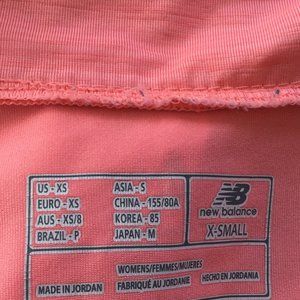 US - XS
ASIA - S
EURO - XS
CHINA - 155/80A
AUS - XS/8
KOREA - 85
BRAZIL - P
JAPAN - M
NB
new balance
X-SMALL
WOMENS/FEMMES/MUJERES
MADE IN JORDAN
FABRIQUÉ AU JORDANIE
HECHO EN JORDANIA